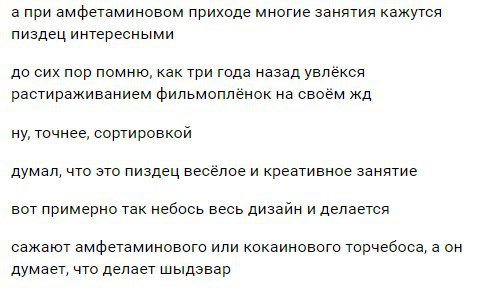 а при амфетаминовом приходе многие занятия кажутся
пиздец интересными
до сих пор помню, как три года назад увлёкся
растираживанием фильмоплёнок на своём жд
ну, точнее, сортировкой
думал, что это пиздец весёлое и креативное занятие
вот примерно так небось весь дизайн и делается
сажают амфетаминового или кокаинового торчебоса, а он
думает, что делает шыдэвар